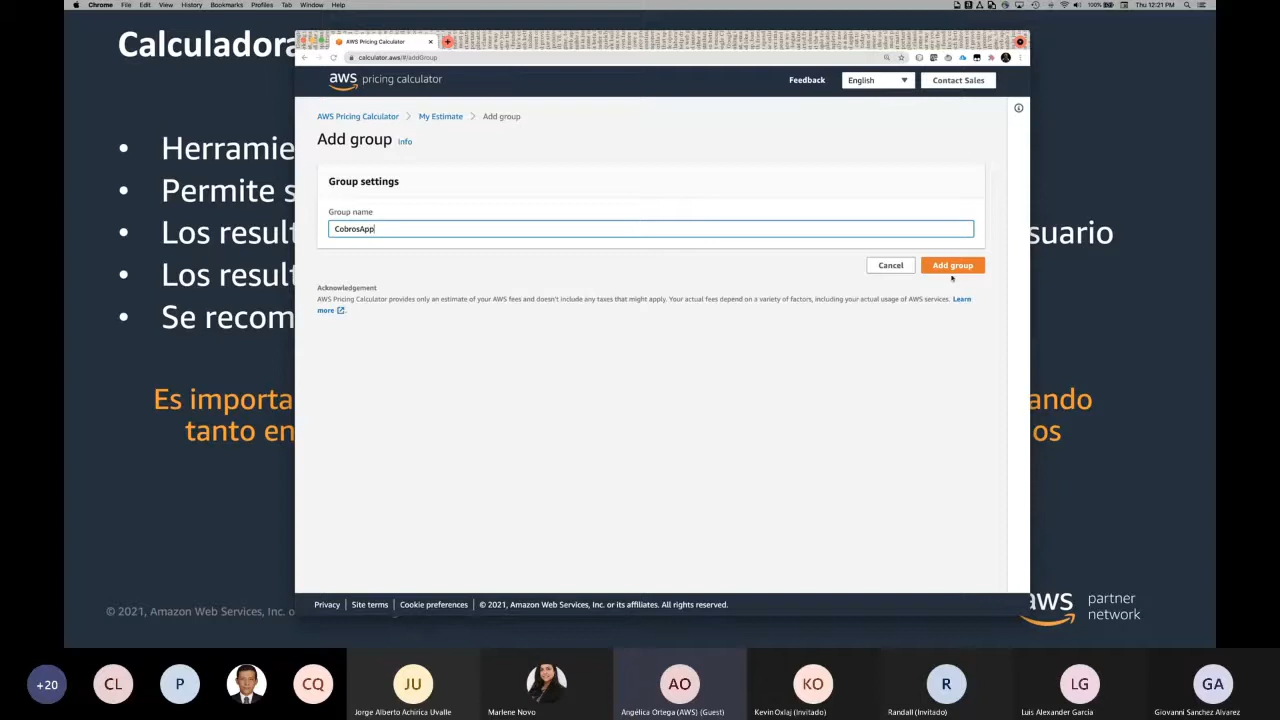 Chrome File Edit View History Bookmarks Profiles Tab Window Help
100% Thu 12:21 PM
Calculadora
AWS Pricing Calculator
calculator.aws/#/addGroup
aws pricing calculator
Feedback English Contact Sales
AWS Pricing Calculator > My Estimate > Add group
Add group Info
Group settings
Group name
CobrosApp
Cancel Add group
Acknowledgement
AWS Pricing Calculator provides only an estimate of your AWS fees and doesn't include any taxes that might apply. Your actual fees depend on a variety of factors, including your actual usage of AWS services. Learn
more
• Herramie
• Permite s
• Los result suario
• Los result
• Se recom
Es importa ando
tanto en os
Privacy | Site terms | Cookie preferences | © 2021, Amazon Web Services, Inc. or its affiliates. All rights reserved.
© 2021, Amazon Web Services, Inc. o
aws partner
network
+20 CL P CQ JU AO KO R LG GA
Jorge Alberto Achirica Uvalle Marlene Novo Angélica Ortega (AWS) (Guest) Kevin Oxlaj (Invitado) Randall (Invitado) Luis Alexander Garcia Giovanni Sanchez Alvarez